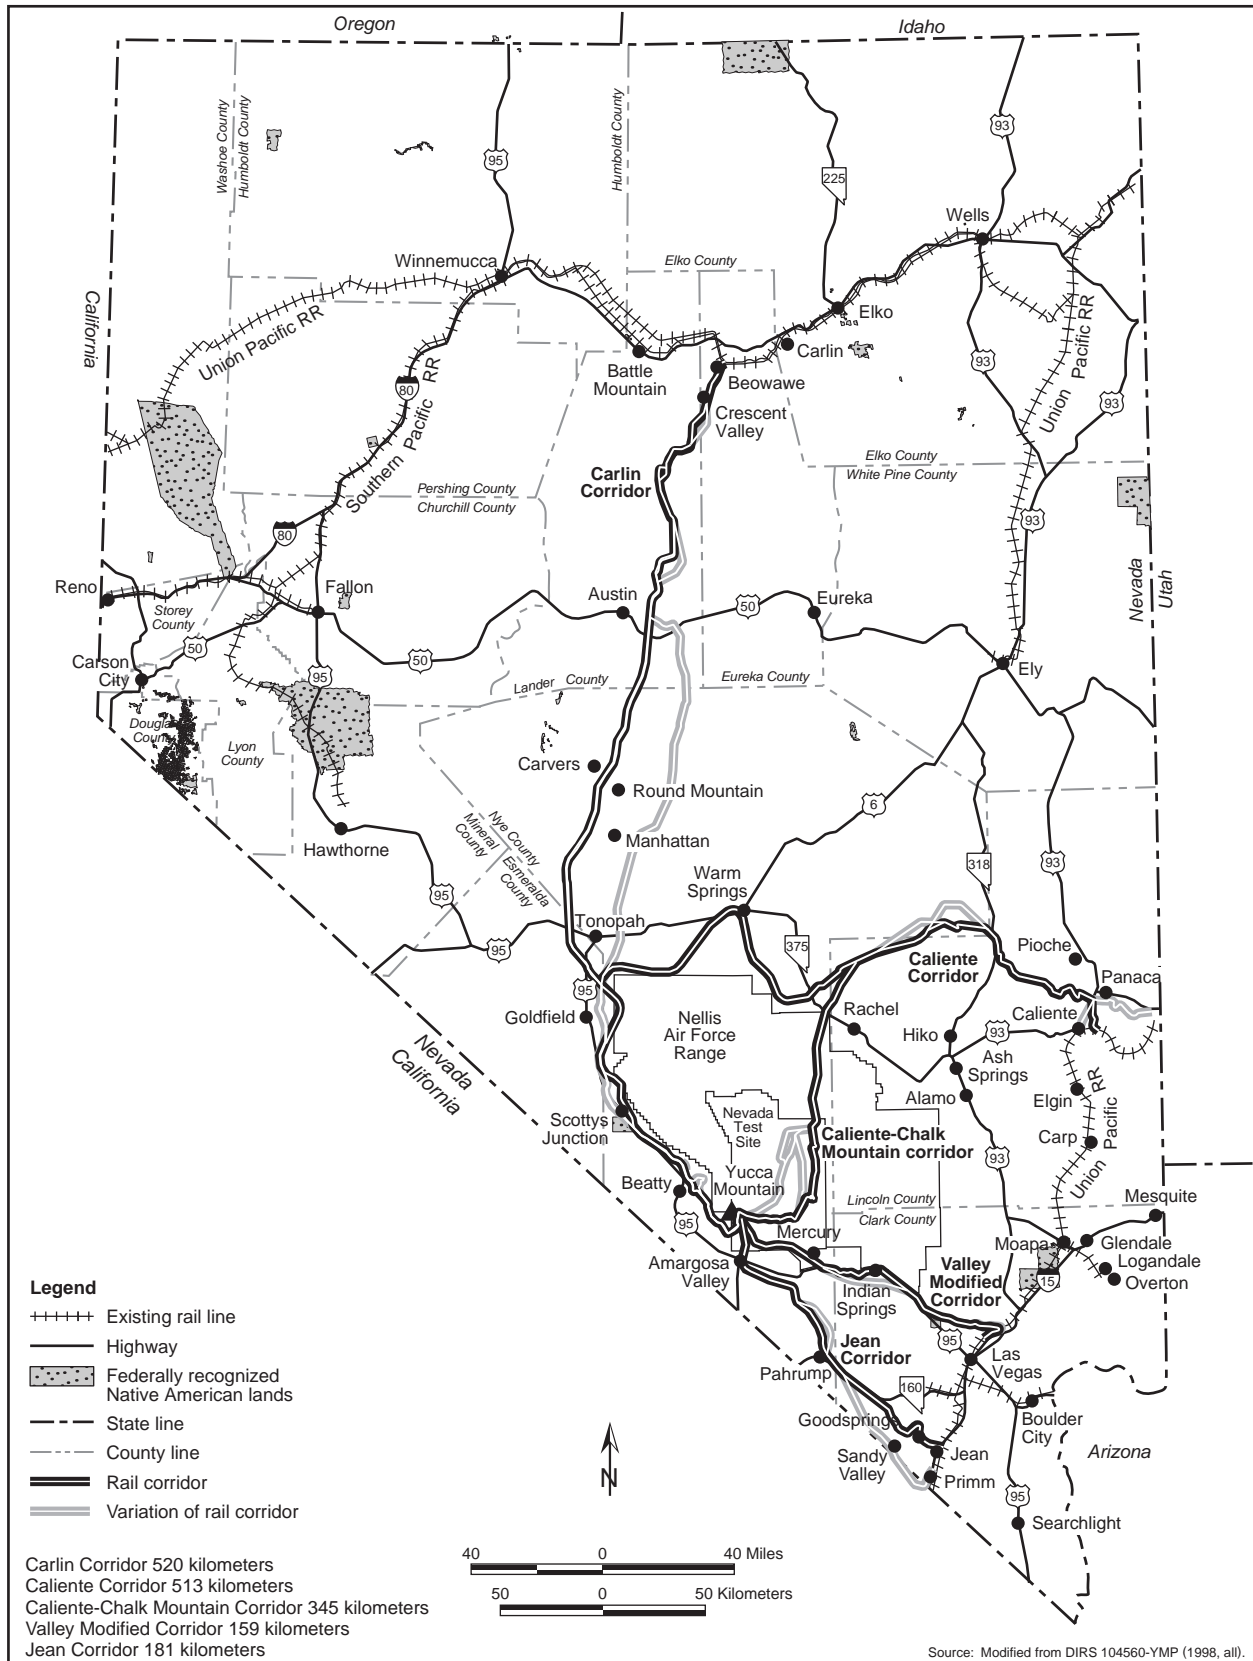 Oregon
Idaho
Washoe County
Humboldt County
Humboldt County
95
225
93
Wells
Winnemucca
Elko County
California
Elko
Union Pacific RR
Carlin
Battle
Mountain
Beowawe
Crescent
Valley
80
93
93
Union Pacific RR
Southern Pacific RR
Carlin
Corridor
Elko County
White Pine County
Pershing County
Churchill County
80
93
Nevada
Utah
Reno
Fallon
Austin
50
Eureka
Storey
County
50
50
Ely
Carson
City
95
Lander County
Eureka County
Douglas
County
Lyon
County
Carvers
Round Mountain
6
Manhattan
Nye County
Mineral
County
Esmeralda
County
Hawthorne
318
93
Warm
Springs
95
Tonopah
95
375
Caliente
Corridor
Pioche
Panaca
95
Goldfield
Nellis
Air Force
Range
Rachel
Hiko
93
Caliente
Ash
Springs
Nevada
California
Alamo
Elgin
Scottys
Junction
Nevada
Test
Site
Caliente-Chalk
Mountain corridor
Carp
Union Pacific RR
93
Beatty
Yucca
Mountain
Lincoln County
Clark County
Mesquite
95
Mercury
Moapa
Glendale
Logandale
Overton
Amargosa
Valley
Valley
Modified
Corridor
15
Indian
Springs
95
Las
Vegas
Jean
Corridor
Pahrump
160
Goodsprings
Boulder
City
Arizona
Sandy
Valley
Jean
Primm
95
Searchlight
Legend
Existing rail line
Highway
Federally recognized
Native American lands
State line
County line
Rail corridor
Variation of rail corridor
N
Carlin Corridor 520 kilometers
Caliente Corridor 513 kilometers
Caliente-Chalk Mountain Corridor 345 kilometers
Valley Modified Corridor 159 kilometers
Jean Corridor 181 kilometers
40 0 40 Miles
50 0 50 Kilometers
Source: Modified from DIRS 104560-YMP (1998, all).